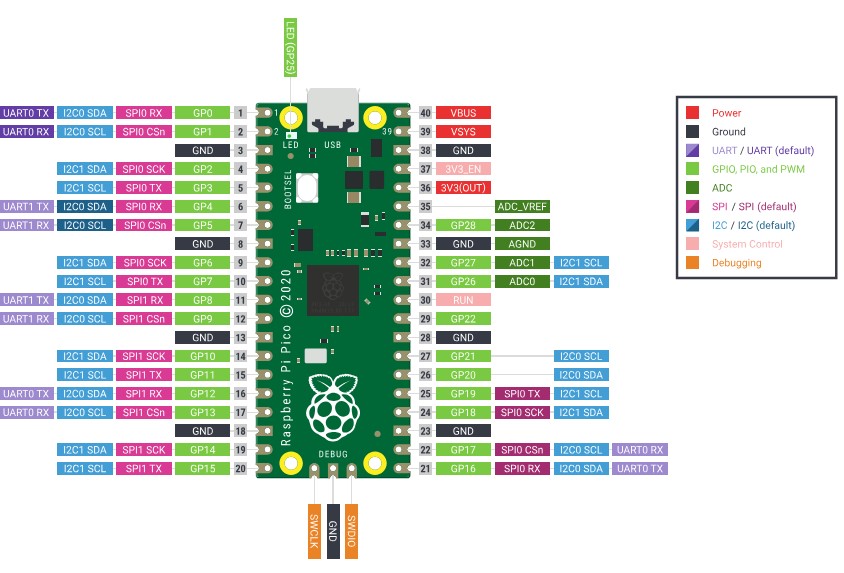 LED (GP25)
UART0 TX I2C0 SDA SPI0 RX GP0 1 1 40 VBUS
UART0 RX I2C0 SCL SPI0 CSn GP1 2 2 39 39 VSYS
GND 3 LED USB 38 GND
I2C1 SDA SPI0 SCK GP2 4 37 3V3_EN
I2C1 SCL SPI0 TX GP3 5 BOOTSEL 36 3V3(OUT)
UART1 TX I2C0 SDA SPI0 RX GP4 6 35 ADC_VREF
UART1 RX I2C0 SCL SPI0 CSn GP5 7 34 GP28 ADC2
GND 8 33 GND AGND
I2C1 SDA SPI0 SCK GP6 9 32 GP27 ADC1 I2C1 SCL
I2C1 SCL SPI0 TX GP7 10 31 GP26 ADC0 I2C1 SDA
UART1 TX I2C0 SDA SPI1 RX GP8 11 30 RUN
UART1 RX I2C0 SCL SPI1 CSn GP9 12 29 GP22
GND 13 28 GND
I2C1 SDA SPI1 SCK GP10 14 27 GP21 I2C0 SCL
I2C1 SCL SPI1 TX GP11 15 26 GP20 I2C0 SDA
UART0 TX I2C0 SDA SPI1 RX GP12 16 25 GP19 SPI0 TX I2C1 SCL
UART0 RX I2C0 SCL SPI1 CSn GP13 17 24 GP18 SPI0 SCK I2C1 SDA
GND 18 23 GND
I2C1 SDA SPI1 SCK GP14 19 22 GP17 SPI0 CSn I2C0 SCL UART0 RX
I2C1 SCL SPI1 TX GP15 20 21 GP16 SPI0 RX I2C0 SDA UART0 TX
Raspberry Pi Pico © 2020
DEBUG
SWCLK
GND
SWDIO
Power
Ground
UART / UART (default)
GPIO, PIO, and PWM
ADC
SPI / SPI (default)
I2C / I2C (default)
System Control
Debugging